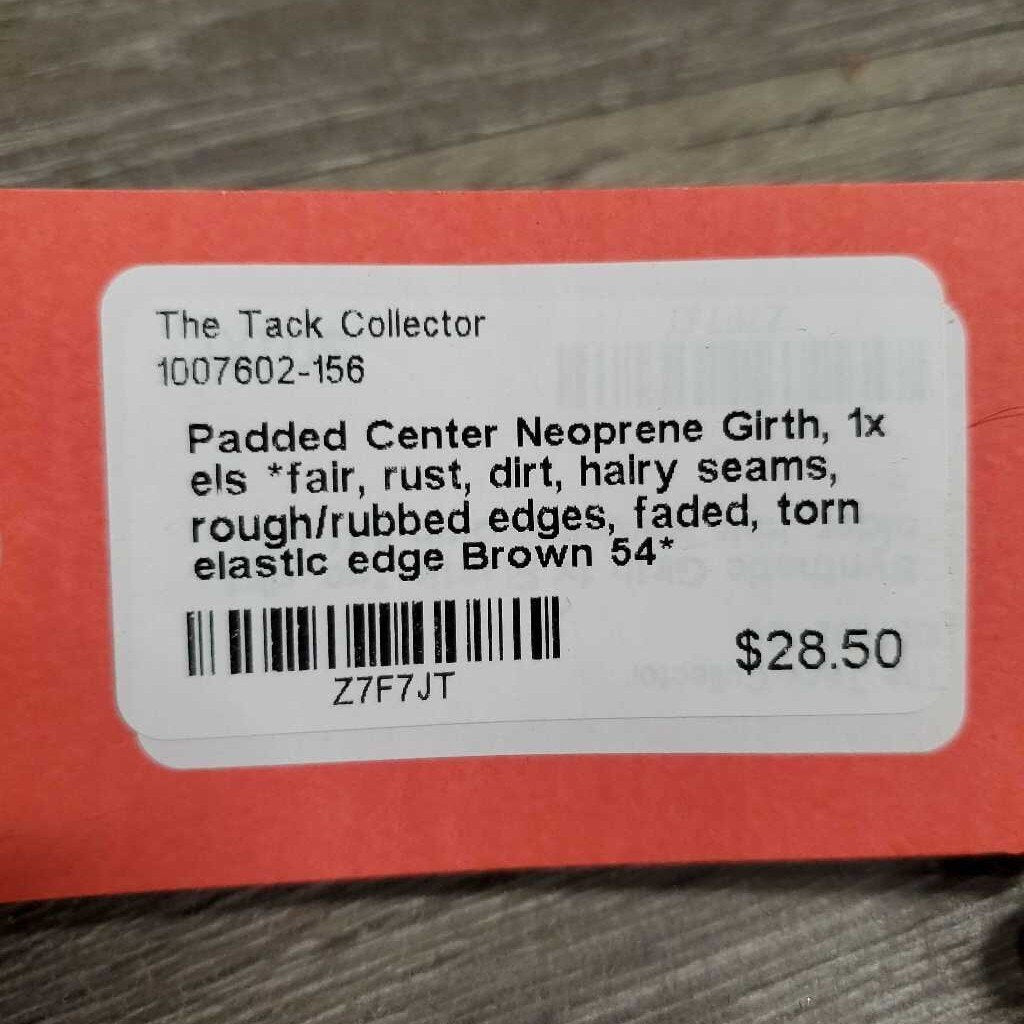 The Tack Collector
1007602-156
Padded Center Neoprene Girth, 1x
els *fair, rust, dirt, hairy seams,
rough/rubbed edges, faded, torn
elastic edge Brown 54*
Z7F7JT
$28.50